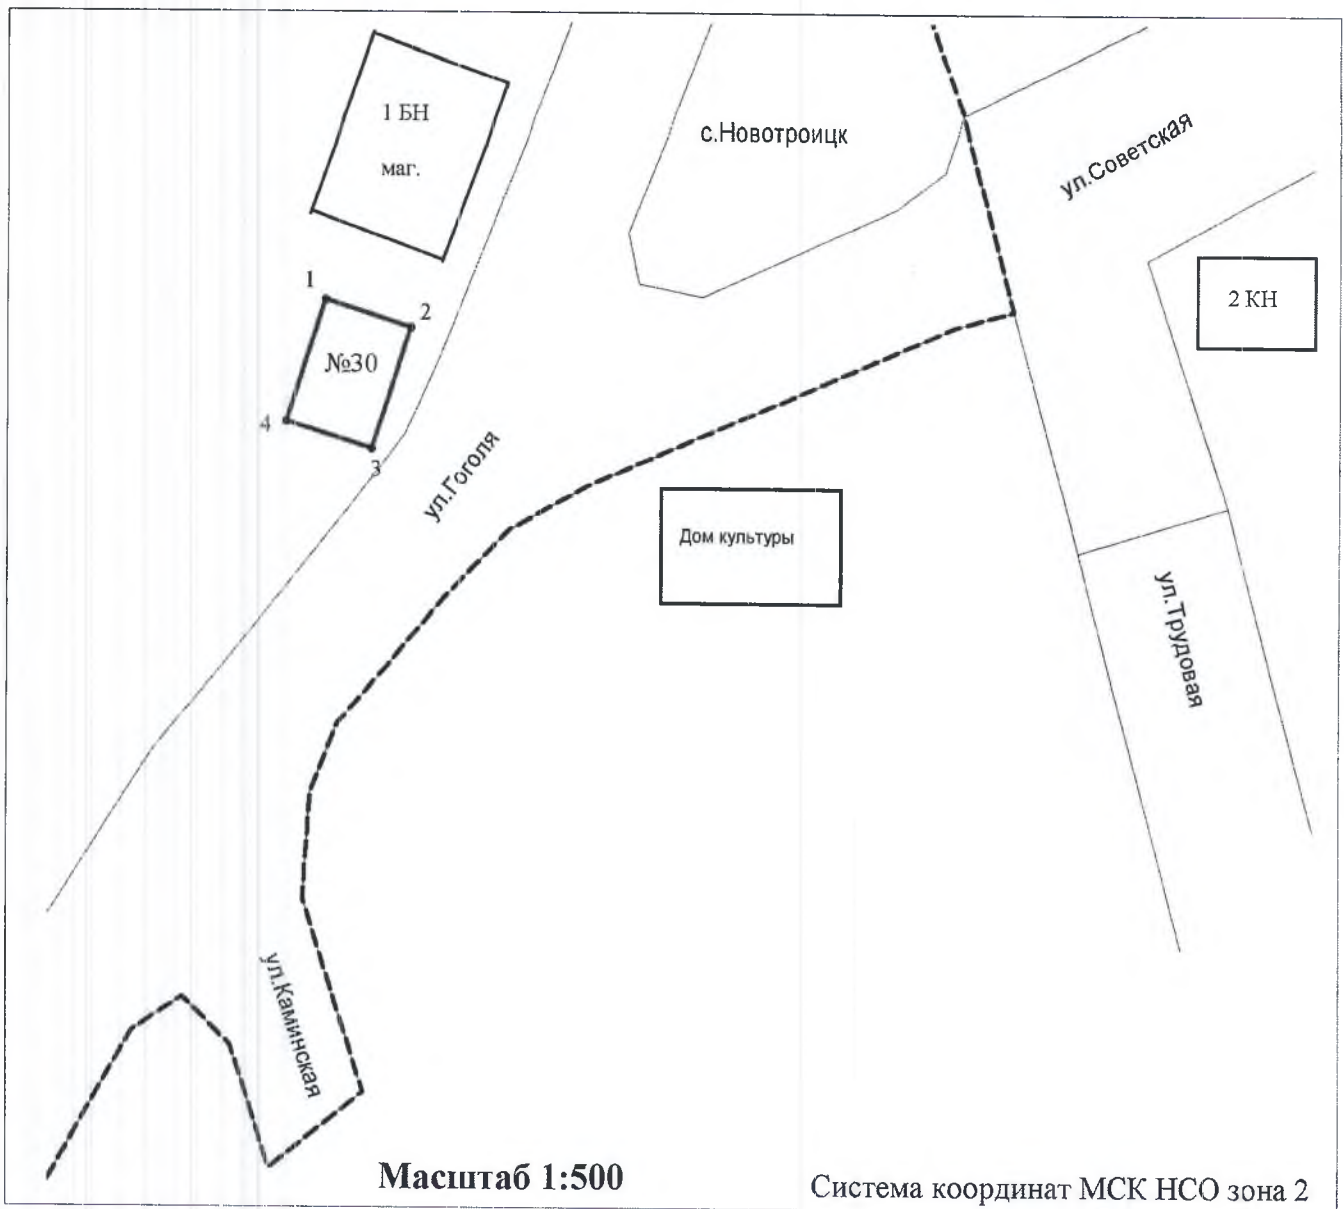 1 БН
маг.
с.Новотроицк
ул.Советская
1
2
2 КН
№30
4
3
ул.Гоголя
Дом культуры
ул.Трудовая
ул.Каминская
Масштаб 1:500
Система координат МСК НСО зона 2